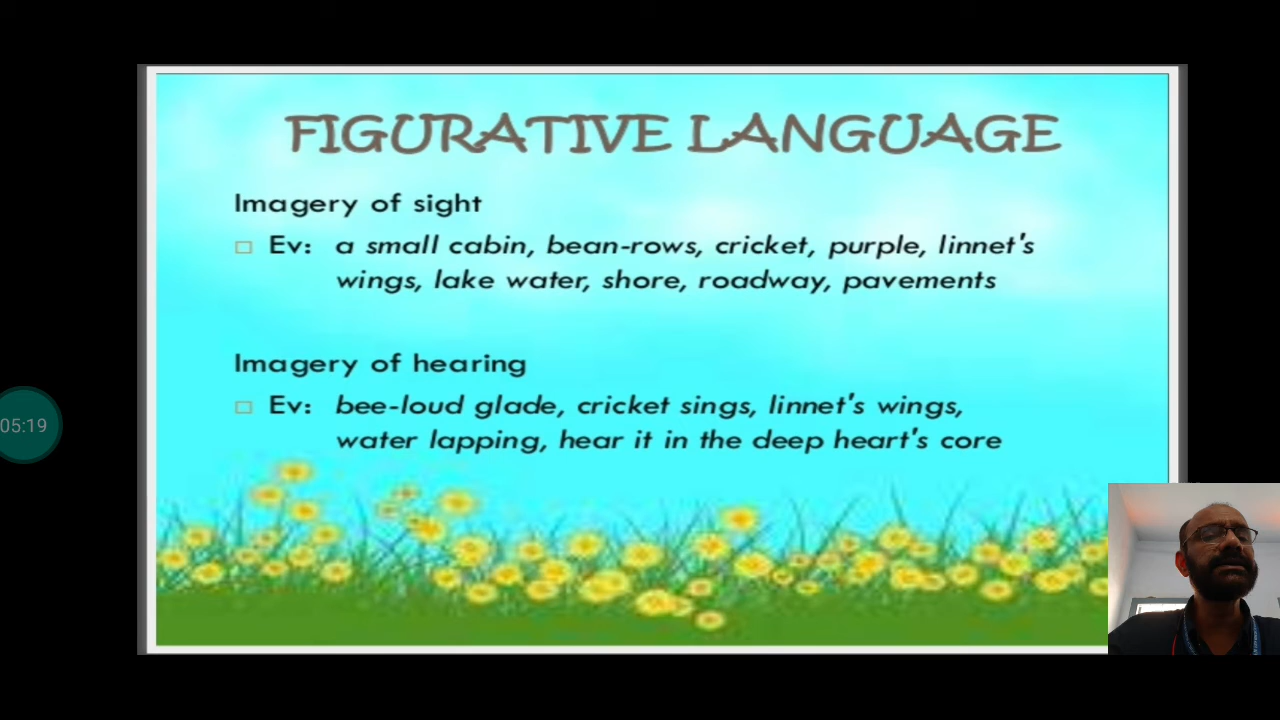 FIGURATIVE LANGUAGE
Imagery of sight
Ev: a small cabin, bean-rows, cricket, purple, linnet's
wings, lake water, shore, roadway, pavements
Imagery of hearing
Ev: bee-loud glade, cricket sings, linnet's wings,
water lapping, hear it in the deep heart's core
05:19